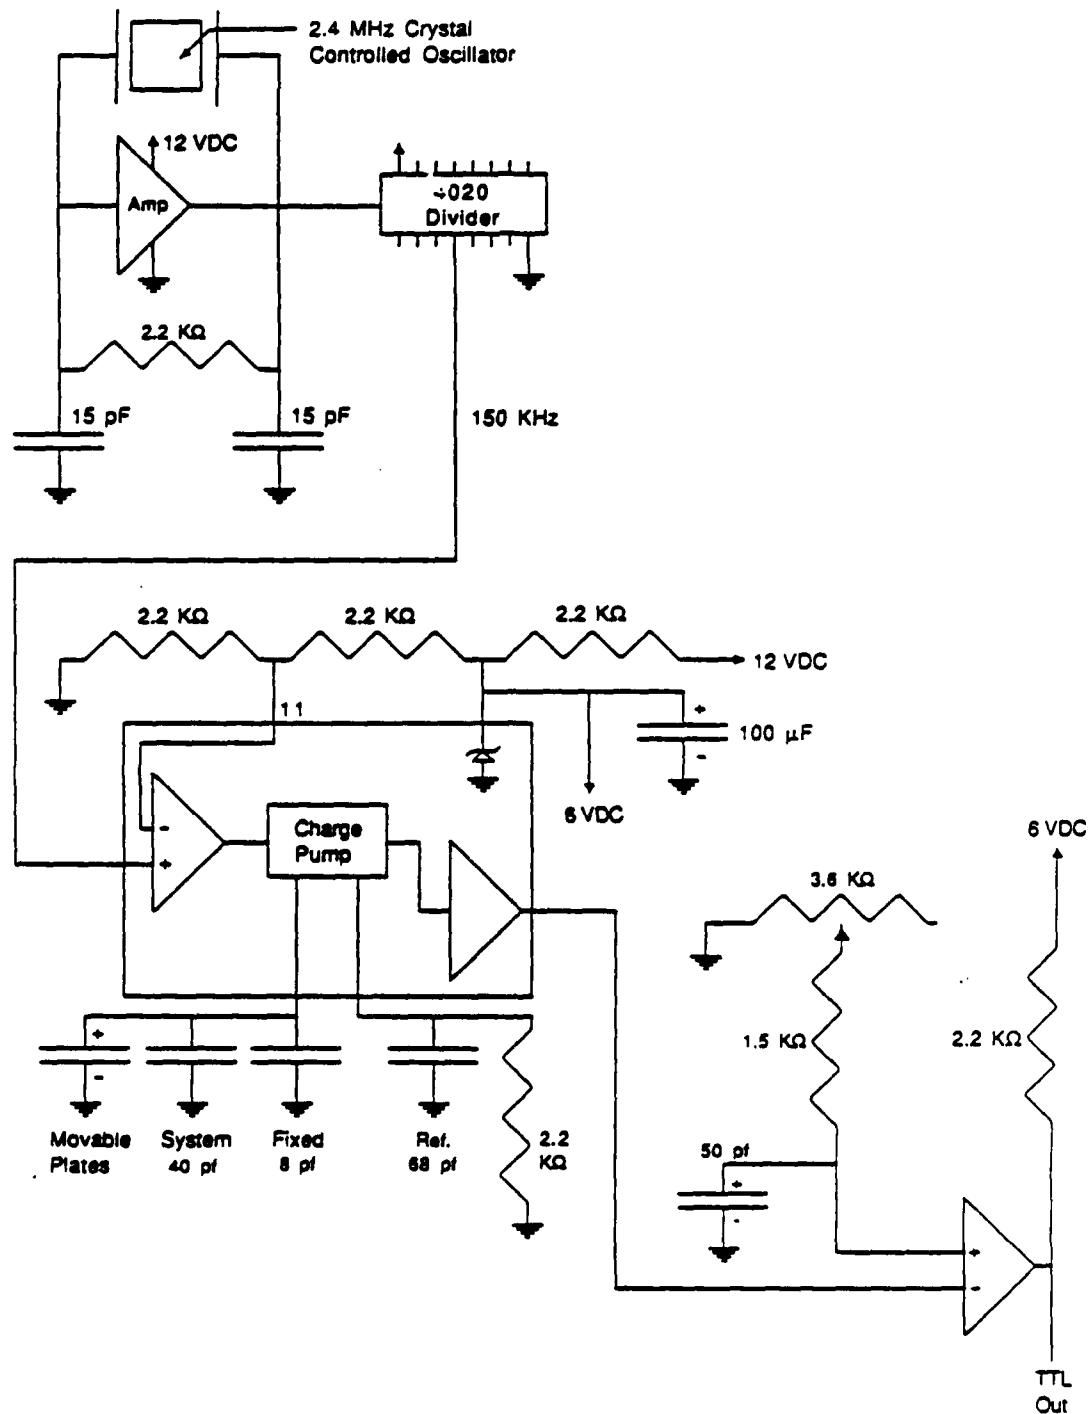 2.4 MHz Crystal
Controlled Oscillator
12 VDC
Amp
4020
Divider
2.2 KΩ
15 pF
15 pF
150 KHz
2.2 KΩ
2.2 KΩ
2.2 KΩ
12 VDC
11
+
100 µF
-
6 VDC
-
+
Charge
Pump
6 VDC
3.6 KΩ
1.5 KΩ
2.2 KΩ
+
-
Movable
Plates
System
40 pf
Fixed
8 pf
Ref.
68 pf
2.2
KΩ
50 pf
+
-
+
-
TTL
Out